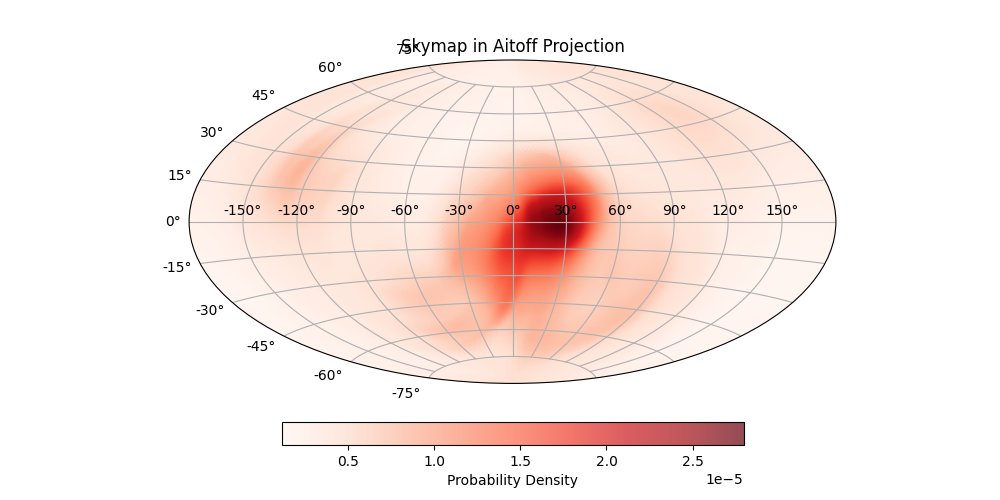 Skymap in Aitoff Projection
75°
60°
45°
30°
15°
-150° -120° -90° -60° -30° 0° 30° 60° 90° 120° 150°
0°
-15°
-30°
-45°
-60°
-75°
0.5 1.0 1.5 2.0 2.5
1e−5
Probability Density